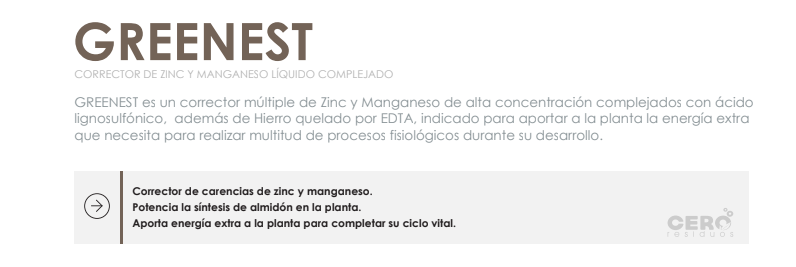 GREENEST
CORRECTOR DE ZINC Y MANGANESO LÍQUIDO COMPLEJADO
GREENEST es un corrector múltiple de Zinc y Manganeso de alta concentración complejados con ácido
lignosulfónico, además de Hierro quelado por EDTA, indicado para aportar a la planta la energía extra
que necesita para realizar multitud de procesos fisiológicos durante su desarrollo.
Corrector de carencias de zinc y manganeso.
Potencia la síntesis de almidón en la planta.
Aporta energía extra a la planta para completar su ciclo vital.
CERO
residuos